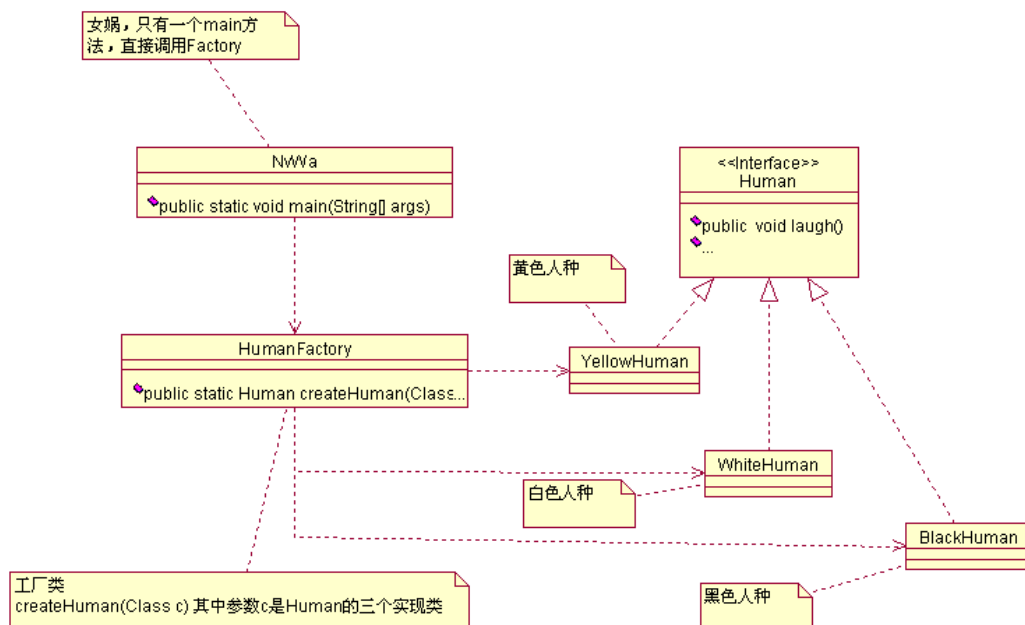 女娲，只有一个main方
法，直接调用Factory
NvWa
public static void main(String[] args)
<<Interface>>
Human
public void laugh()
...
黄色人种
HumanFactory
public static Human createHuman(Class...
YellowHuman
WhiteHuman
白色人种
BlackHuman
工厂类
createHuman(Class c) 其中参数c是Human的三个实现类
黑色人种